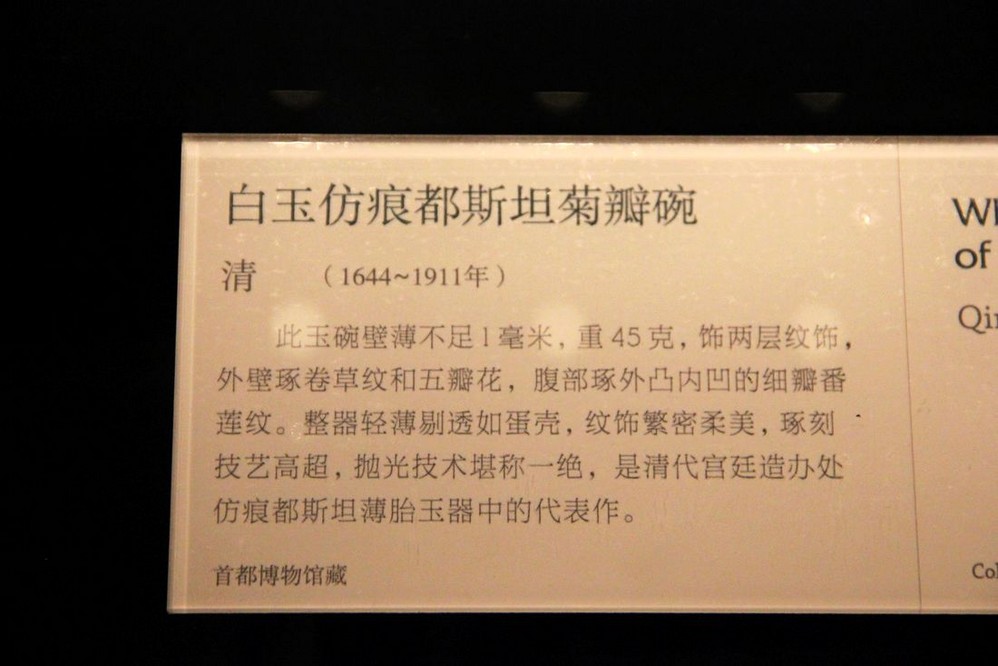 白玉仿痕都斯坦菊瓣碗
清 （1644~1911年）
此玉碗壁薄不足1毫米，重45克，饰两层纹饰，
外壁琢卷草纹和五瓣花，腹部琢外凸内凹的细瓣番
莲纹。整器轻薄剔透如蛋壳，纹饰繁密柔美，琢刻
技艺高超，抛光技术堪称一绝，是清代宫廷造办处
仿痕都斯坦薄胎玉器中的代表作。
首都博物馆藏
of